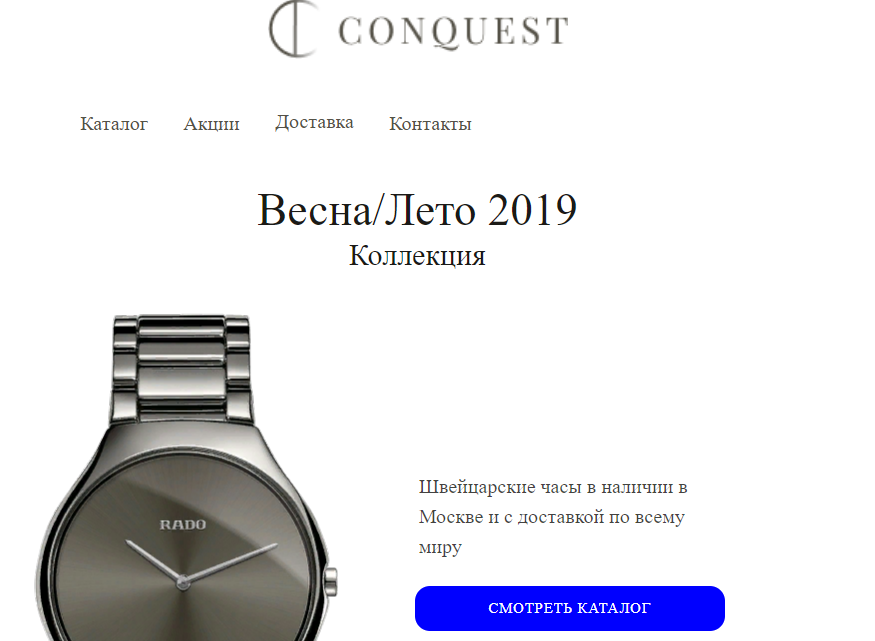 CONQUEST
Каталог Акции Доставка Контакты
Весна/Лето 2019
Коллекция
RADO
Швейцарские часы в наличии в
Москве и с доставкой по всему
миру
СМОТРЕТЬ КАТАЛОГ